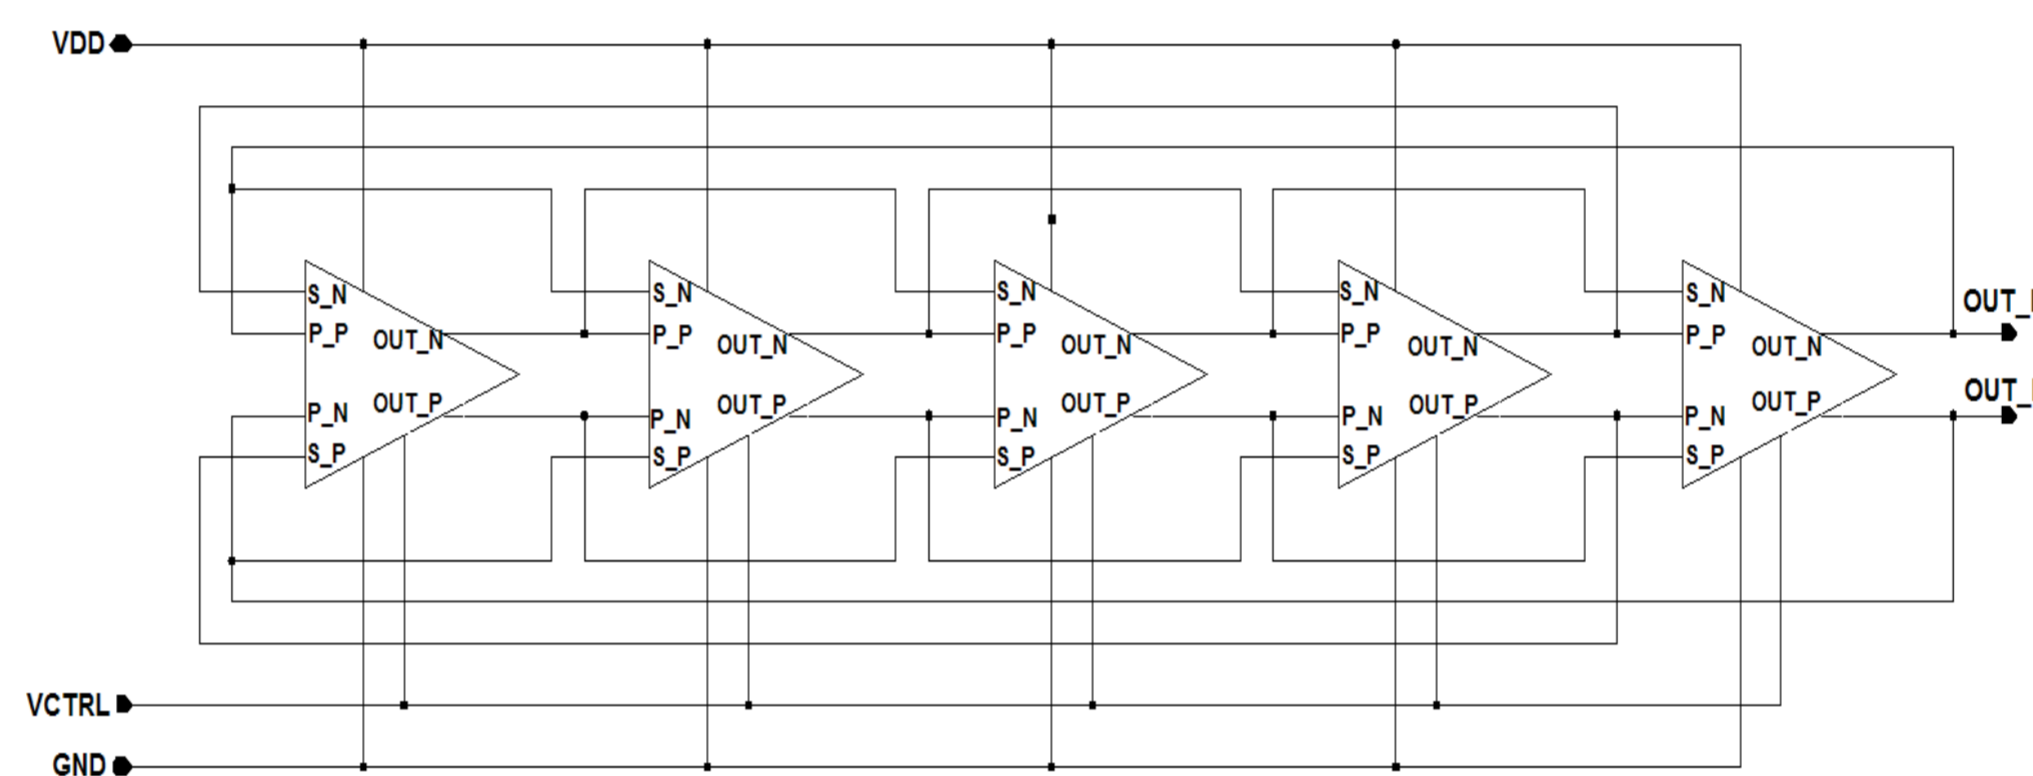 VDD
S_N
P_P
OUT_N
OUT_P
P_N
S_P
S_N
P_P
OUT_N
OUT_P
P_N
S_P
S_N
P_P
OUT_N
OUT_P
P_N
S_P
S_N
P_P
OUT_N
OUT_P
P_N
S_P
S_N
P_P
OUT_N
OUT_P
P_N
S_P
OUT_
OUT_
VCTRL
GND